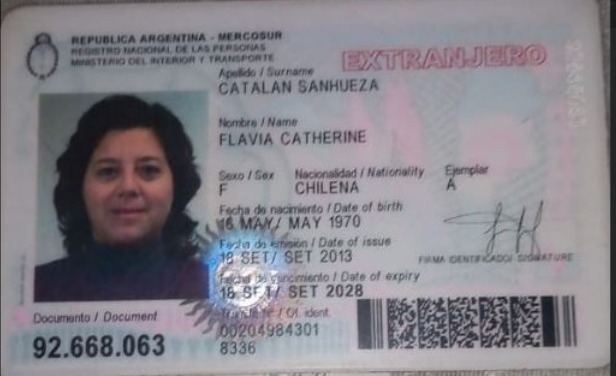 REPUBLICA ARGENTINA - MERCOSUR
REGISTRO NACIONAL DE LAS PERSONAS
MINISTERIO DEL INTERIOR Y TRANSPORTE
EXTRANJERO
Apellido / Surname
CATALAN SANHUEZA
Nombre / Name
FLAVIA CATHERINE
Sexo / Sex Nacionalidad / Nationality Ejemplar
F CHILENA A
Fecha de nacimiento / Date of birth
16 MAY/ MAY 1970
Fecha de emisión / Date of issue
18 SET/ SET 2013
FIRMA IDENTIFICADO/ SIGNATURE
Fecha de vencimiento / Date of expiry
18 SET/ SET 2028
Trámite Nº / Of. ident.
00204984301
8336
Documento / Document
92.668.063